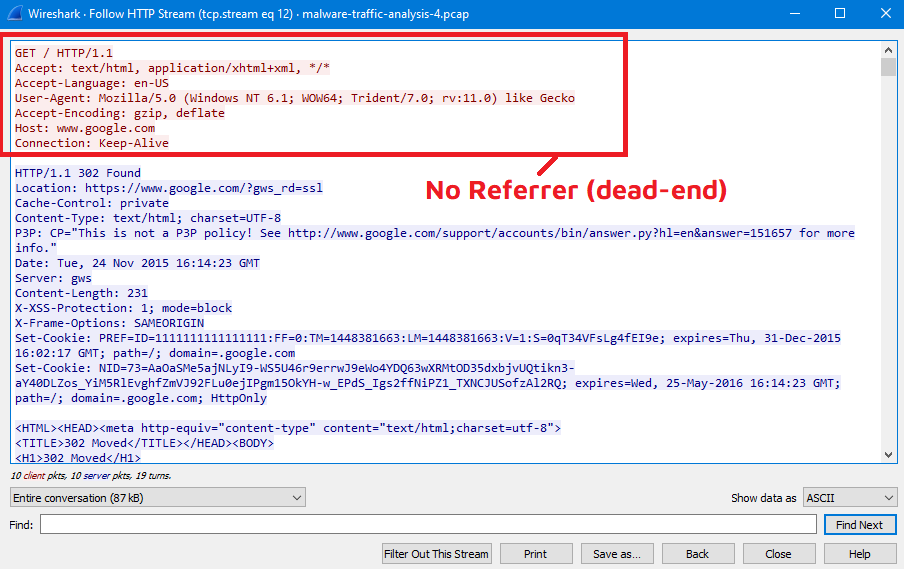 Wireshark · Follow HTTP Stream (tcp.stream eq 12) · malware-traffic-analysis-4.pcap
GET / HTTP/1.1
Accept: text/html, application/xhtml+xml, */*
Accept-Language: en-US
User-Agent: Mozilla/5.0 (Windows NT 6.1; WOW64; Trident/7.0; rv:11.0) like Gecko
Accept-Encoding: gzip, deflate
Host: www.google.com
Connection: Keep-Alive
No Referrer (dead-end)
HTTP/1.1 302 Found
Location: https://www.google.com/?gws_rd=ssl
Cache-Control: private
Content-Type: text/html; charset=UTF-8
P3P: CP="This is not a P3P policy! See http://www.google.com/support/accounts/bin/answer.py?hl=en&answer=151657 for more
info."
Date: Tue, 24 Nov 2015 16:14:23 GMT
Server: gws
Content-Length: 231
X-XSS-Protection: 1; mode=block
X-Frame-Options: SAMEORIGIN
Set-Cookie: PREF=ID=1111111111111111:FF=0:TM=1448381663:LM=1448381663:V=1:S=0qT34VFsLg4fEI9e; expires=Thu, 31-Dec-2015
16:02:17 GMT; path=/; domain=.google.com
Set-Cookie: NID=73=AaOaSMe5ajNLyI9-WS5U46r9errwJ9eWo4YDQ63wXRMtOD35dxbjvUQtikn3-
aY40DLZos_YiM5RlEvghfZmVJ92FLu0ejIPgm15OkYH-w_EPdS_Igs2ffNiPZ1_TXNCJUSofzAl2RQ; expires=Wed, 25-May-2016 16:14:23 GMT;
path=/; domain=.google.com; HttpOnly
<HTML><HEAD><meta http-equiv="content-type" content="text/html;charset=utf-8">
<TITLE>302 Moved</TITLE></HEAD><BODY>
<H1>302 Moved</H1>
10 client pkts, 10 server pkts, 19 turns.
Entire conversation (87 kB)
Show data as ASCII
Find:
Find Next
Filter Out This Stream
Print
Save as…
Back
Close
Help